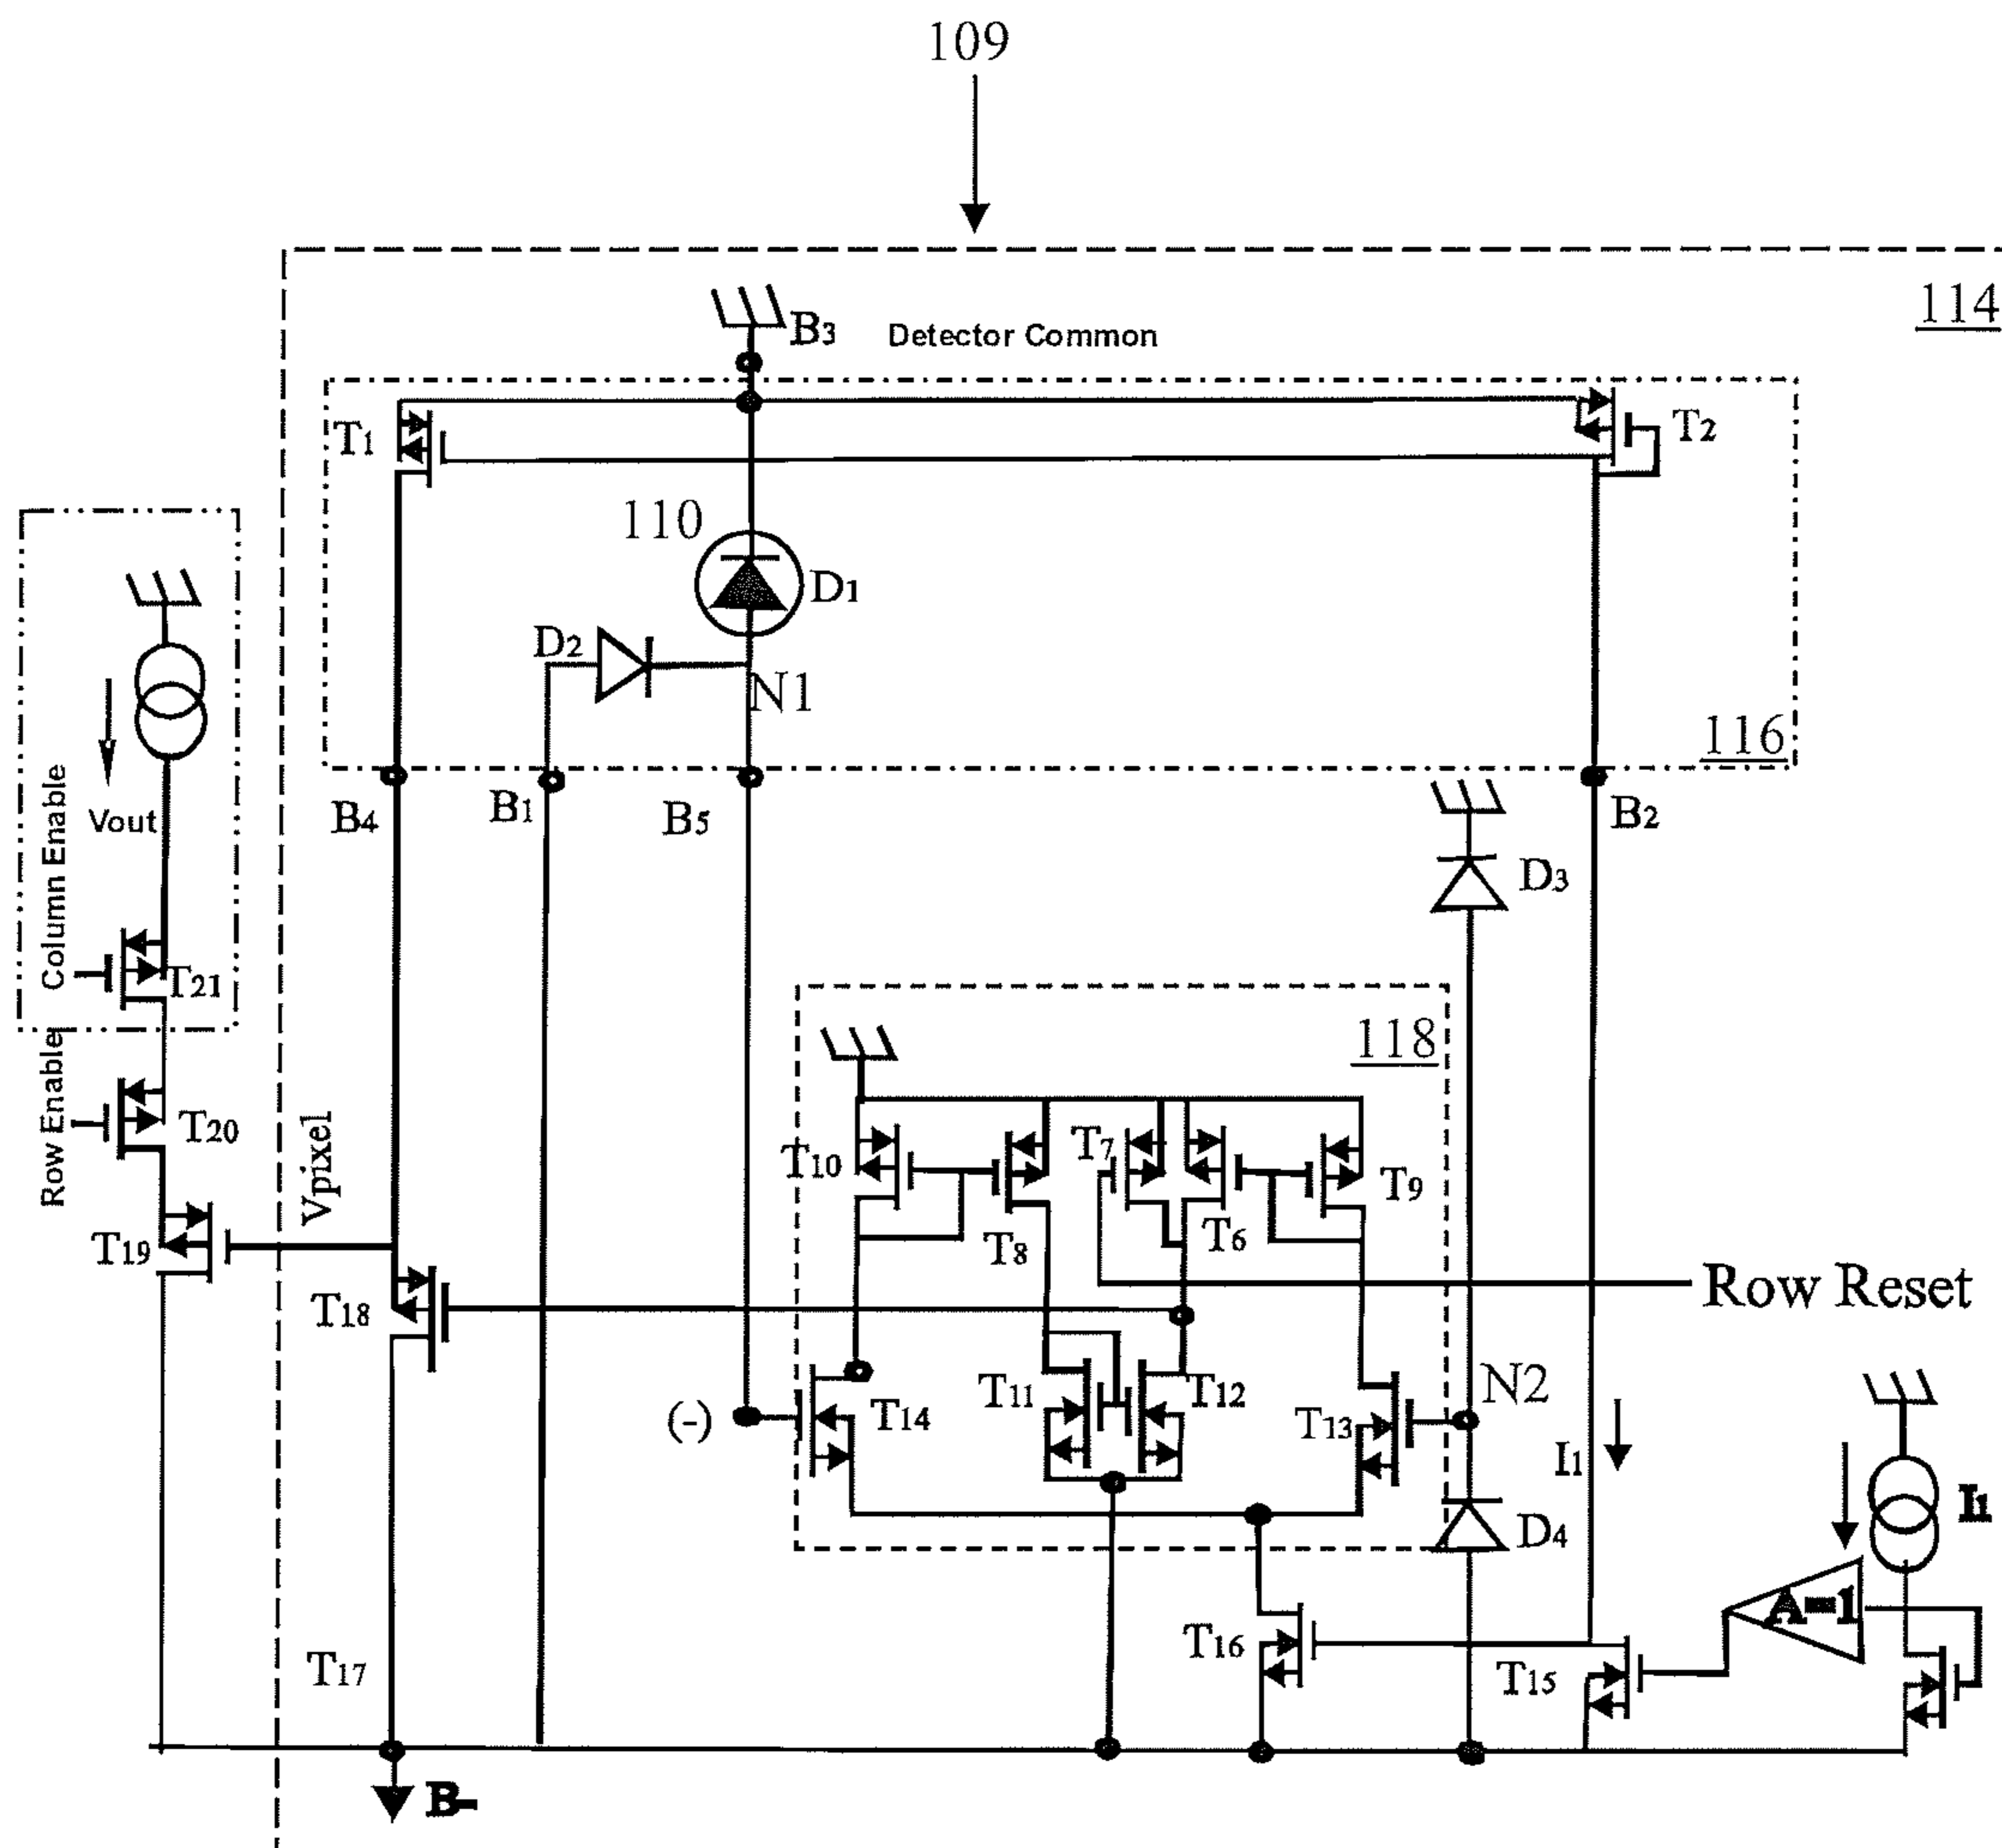 109
114
B3 Detector Common
T1
T2
110
D1
D2
N1
116
Column Enable
Vout
B4
B1
B5
B2
D3
T21
118
Row Enable
T20
Vpixel
T10
T7
T9
T19
T8
T6
Row Reset
T18
N2
T11
T12
(-)
T14
T13
I1
I1
D4
A=1
T16
T15
T17
B-